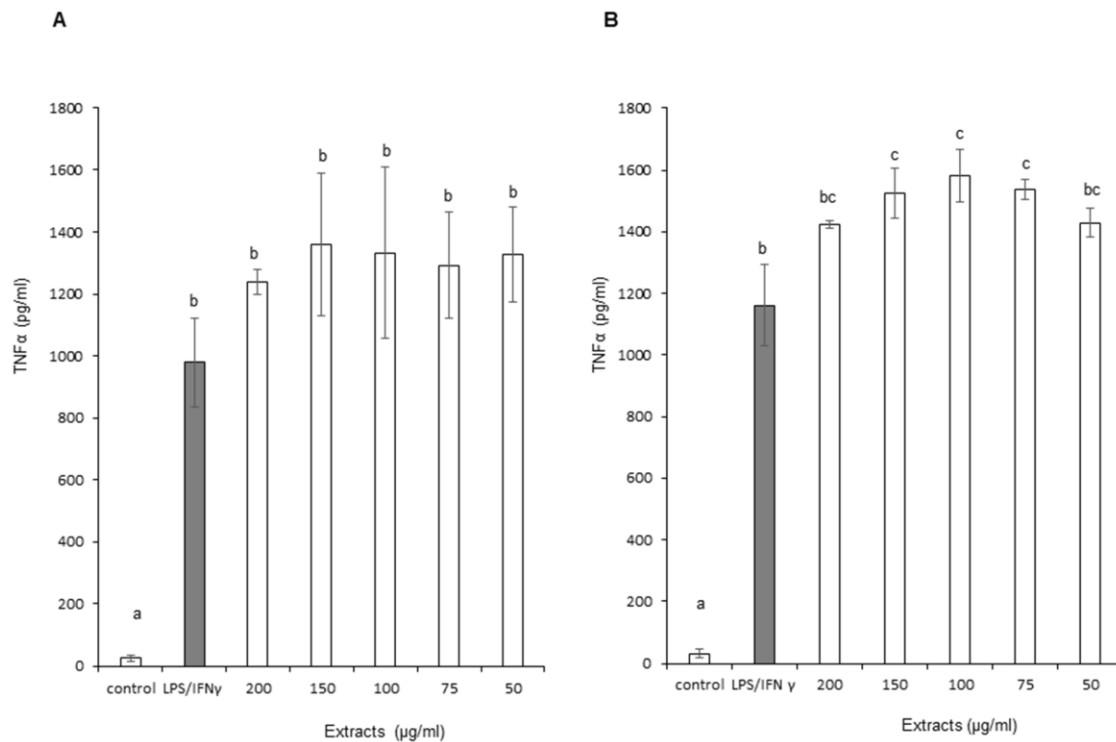 A
1800
1600
1400
1200
1000
800
600
400
200
0
TNFα (pg/ml)
a
b
b
b
b
b
b
control LPS/IFNγ 200 150 100 75 50
Extracts (µg/ml)
B
1800
1600
1400
1200
1000
800
600
400
200
0
TNFα (pg/ml)
a
b
bc
c
c
c
bc
control LPS/IFN γ 200 150 100 75 50
Extracts (µg/ml)